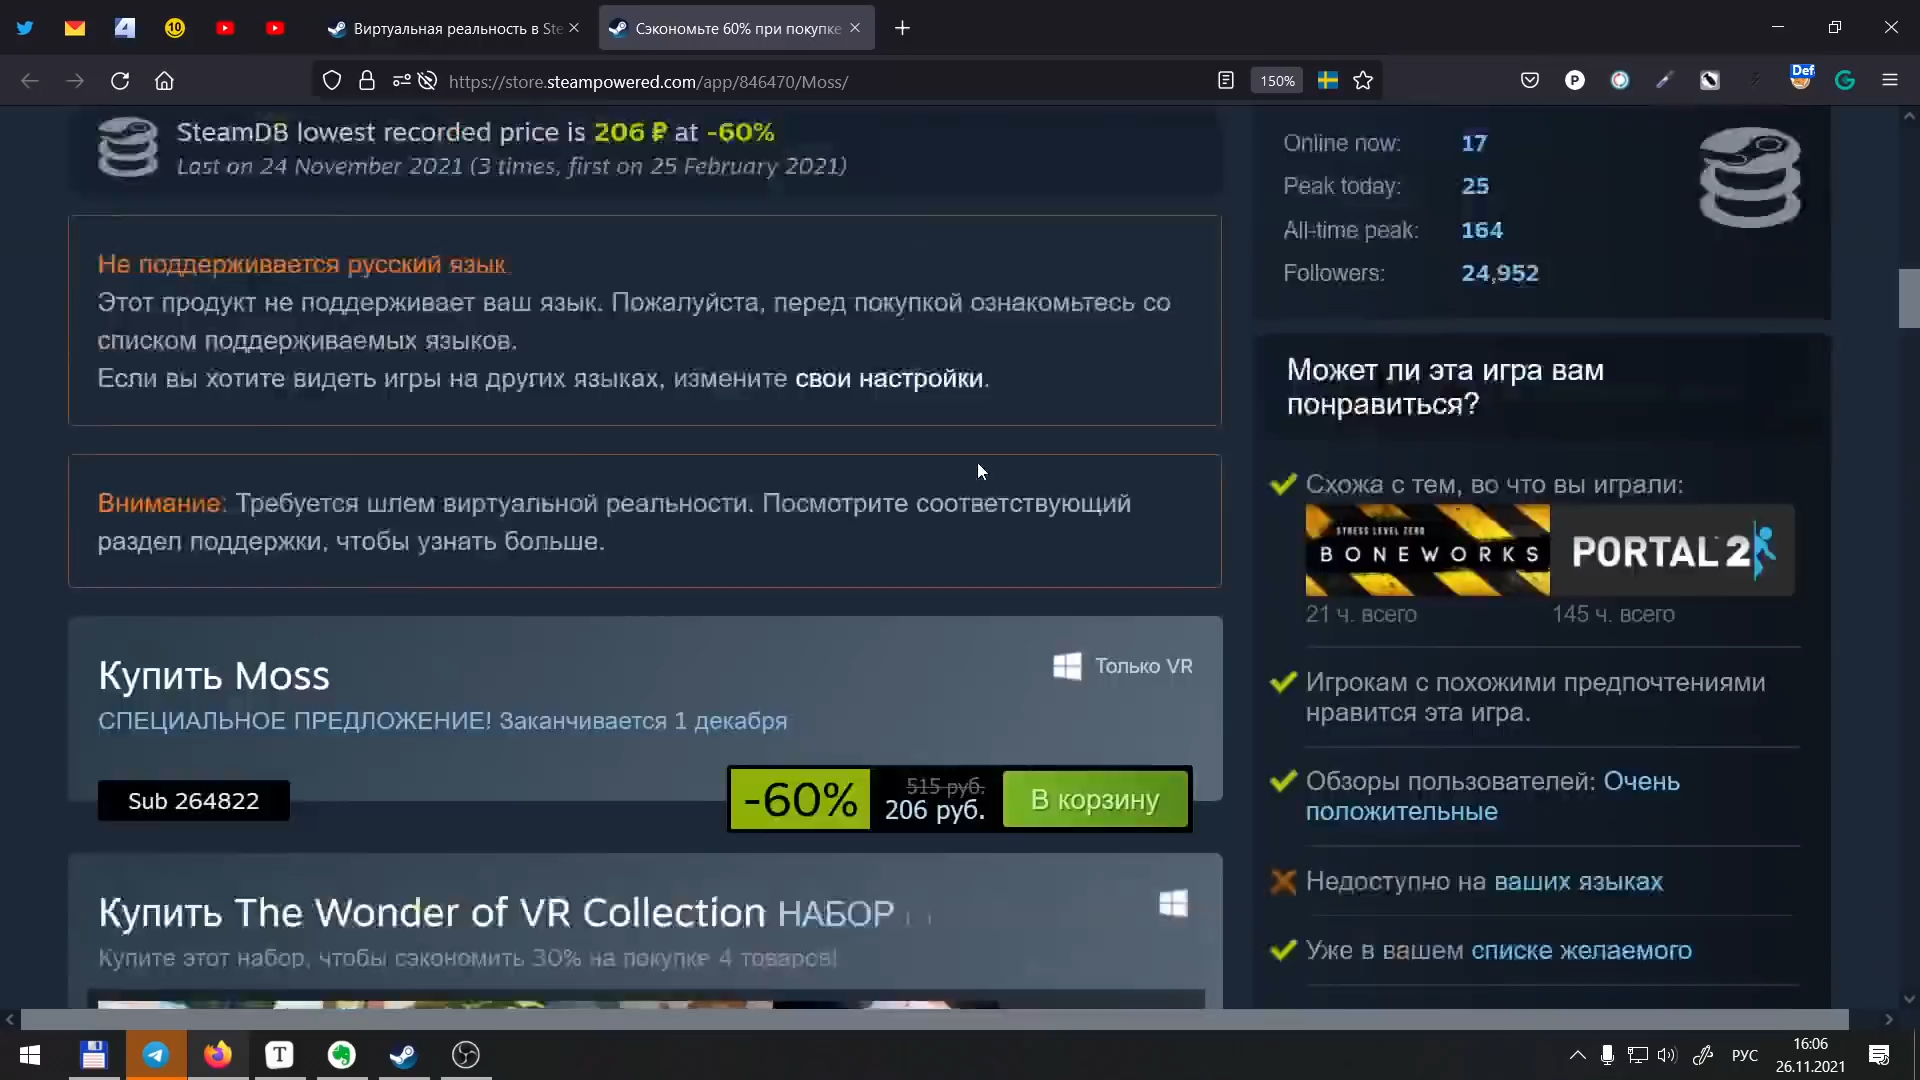 10
Виртуальная реальность в Ste
Сэкономьте 60% при покупке
https://store.steampowered.com/app/846470/Moss/
150%
Def
SteamDB lowest recorded price is 206 ₽ at -60%
Last on 24 November 2021 (3 times, first on 25 February 2021)
Не поддерживается русский язык
Этот продукт не поддерживает ваш язык. Пожалуйста, перед покупкой ознакомьтесь со
списком поддерживаемых языков.
Если вы хотите видеть игры на других языках, измените свои настройки.
Внимание: Требуется шлем виртуальной реальности. Посмотрите соответствующий
раздел поддержки, чтобы узнать больше.
Купить Moss
Только VR
СПЕЦИАЛЬНОЕ ПРЕДЛОЖЕНИЕ! Заканчивается 1 декабря
Sub 264822
-60%
515 руб.
206 руб.
В корзину
Купить The Wonder of VR Collection НАБОР
Купите этот набор, чтобы сэкономить 30% на покупке 4 товаров!
Online now: 17
Peak today: 25
All-time peak: 164
Followers: 24,952
Может ли эта игра вам
понравиться?
Схожа с тем, во что вы играли:
STRESS LEVEL ZERO
BONEWORKS
PORTAL 2
21 ч. всего
145 ч. всего
Игрокам с похожими предпочтениями
нравится эта игра.
Обзоры пользователей: Очень
положительные
Недоступно на ваших языках
Уже в вашем списке желаемого
РУС
16:06
26.11.2021